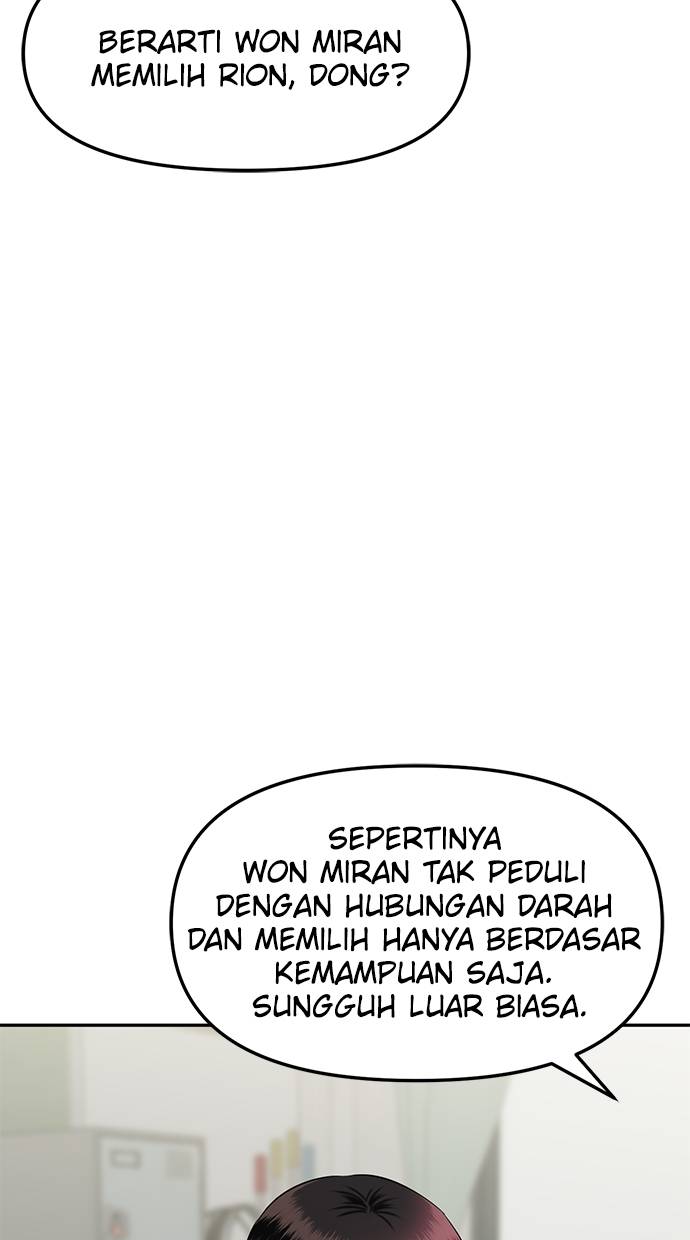 BERARTI WON MIRAN
MEMILIH RION, DONG?
SEPERTINYA
WON MIRAN TAK PEDULI
DENGAN HUBUNGAN DARAH
DAN MEMILIH HANYA BERDASAR
KEMAMPUAN SAJA.
SUNGGUH LUAR BIASA.